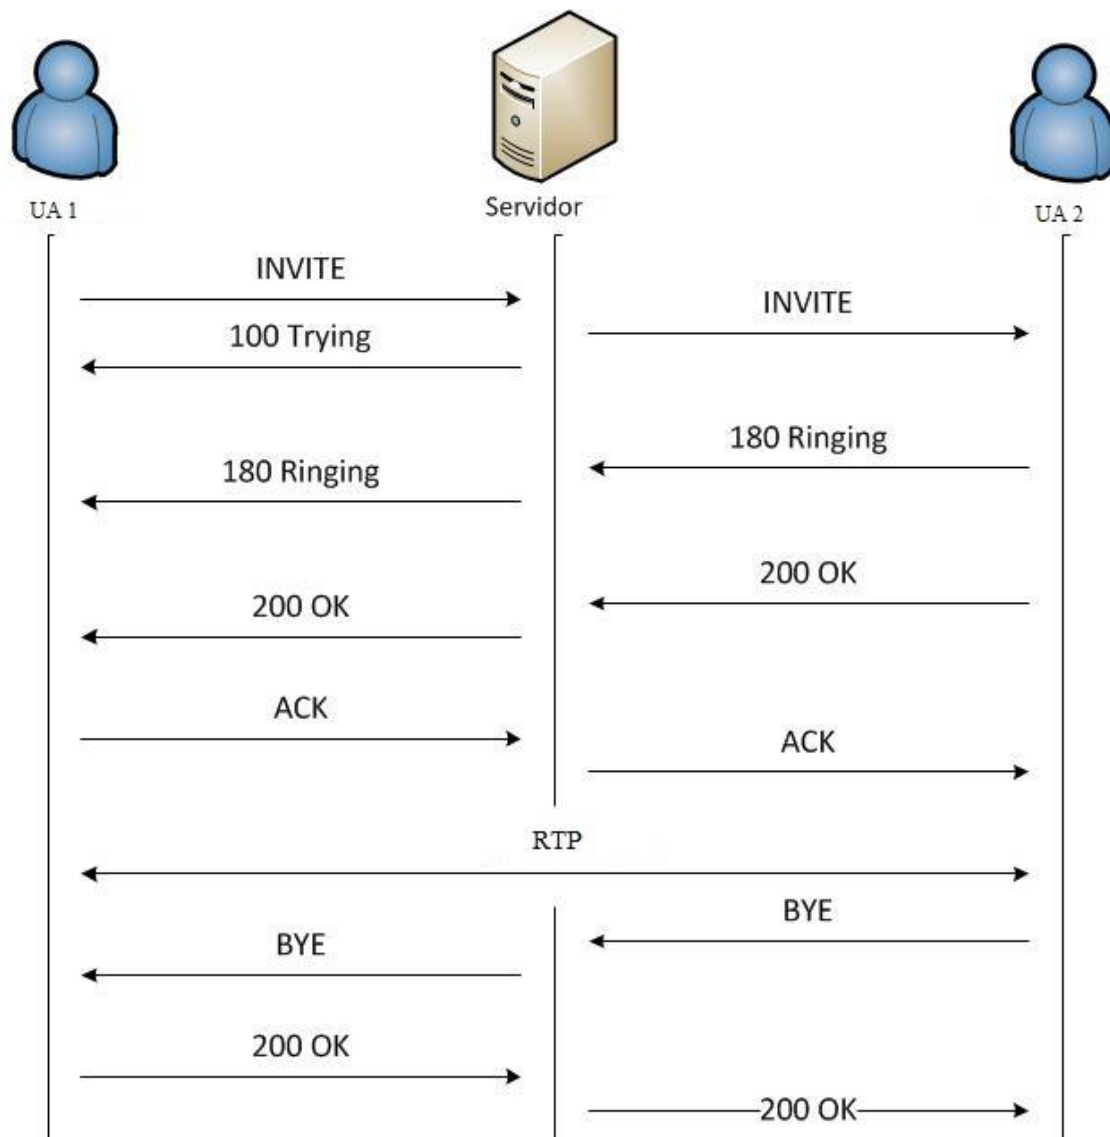 UA 1
Servidor
UA 2
INVITE
INVITE
100 Trying
180 Ringing
180 Ringing
200 OK
200 OK
ACK
ACK
RTP
BYE
BYE
200 OK
200 OK